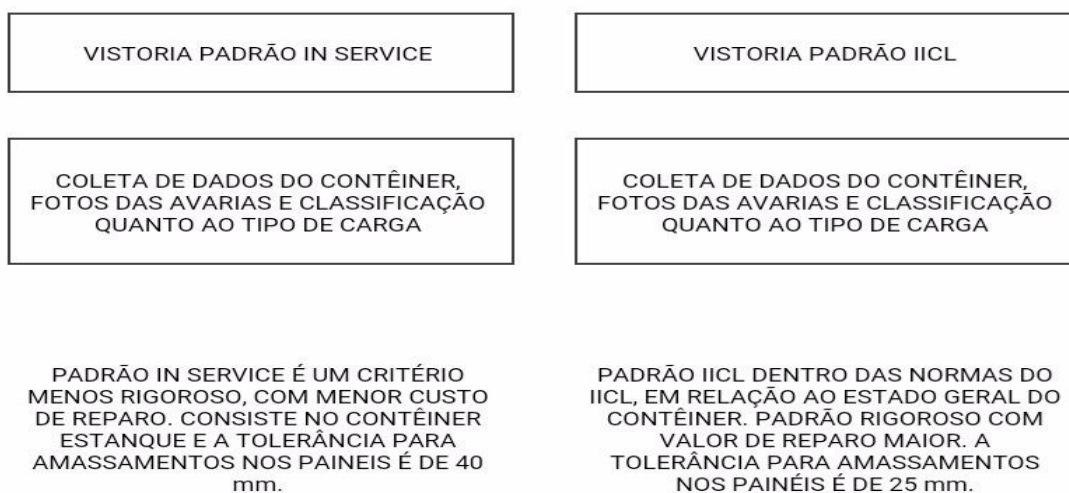 VISTORIA PADRÃO IN SERVICE
COLETA DE DADOS DO CONTÊINER,
FOTOS DAS AVARIAS E CLASSIFICAÇÃO
QUANTO AO TIPO DE CARGA
PADRÃO IN SERVICE É UM CRITÉRIO
MENOS RIGOROSO, COM MENOR CUSTO
DE REPARO. CONSISTE NO CONTÊINER
ESTANQUE E A TOLERÂNCIA PARA
AMASSAMENTOS NOS PAINEIS É DE 40
mm.
VISTORIA PADRÃO IICL
COLETA DE DADOS DO CONTÊINER,
FOTOS DAS AVARIAS E CLASSIFICAÇÃO
QUANTO AO TIPO DE CARGA
PADRÃO IICL DENTRO DAS NORMAS DO
IICL, EM RELAÇÃO AO ESTADO GERAL DO
CONTÊINER. PADRÃO RIGOROSO COM
VALOR DE REPARO MAIOR. A
TOLERÂNCIA PARA AMASSAMENTOS
NOS PAINÉIS É DE 25 mm.